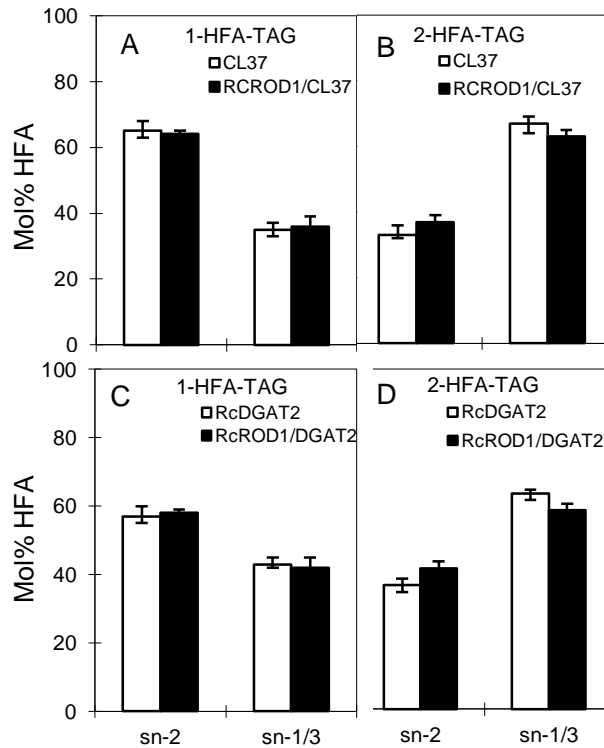 A
1-HFA-TAG
CL37
RCROD1/CL37
B
2-HFA-TAG
CL37
RCROD1/CL37
Mol% HFA
100
80
60
40
20
0
C
1-HFA-TAG
RcDGAT2
RcROD1/DGAT2
D
2-HFA-TAG
RcDGAT2
RcROD1/DGAT2
Mol% HFA
100
80
60
40
20
0
sn-2
sn-1/3
sn-2
sn-1/3